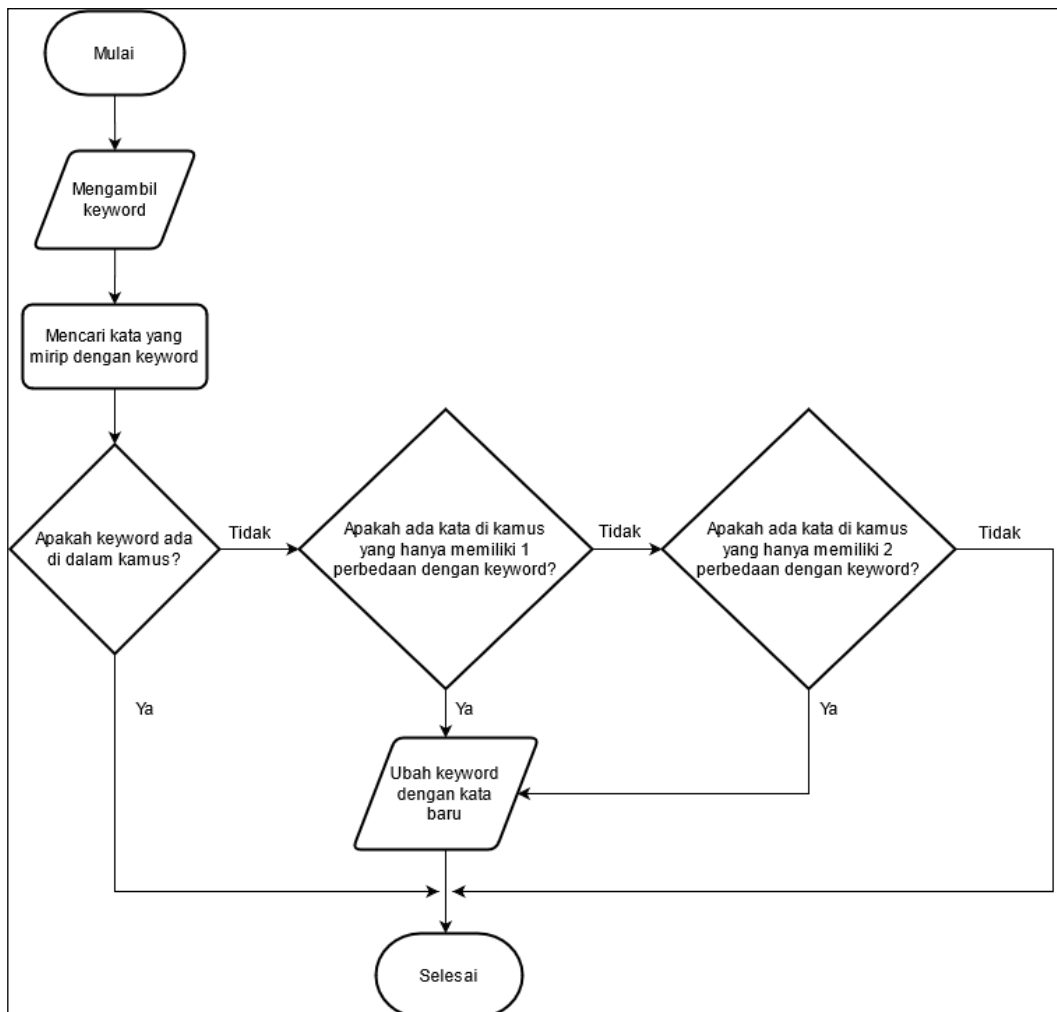 Mulai
Mengambil
keyword
Mencari kata yang
mirip dengan keyword
Apakah keyword ada
di dalam kamus?
Tidak
Apakah ada kata di kamus
yang hanya memiliki 1
perbedaan dengan keyword?
Tidak
Apakah ada kata di kamus
yang hanya memiliki 2
perbedaan dengan keyword?
Tidak
Ya
Ya
Ya
Ubah keyword
dengan kata
baru
Selesai